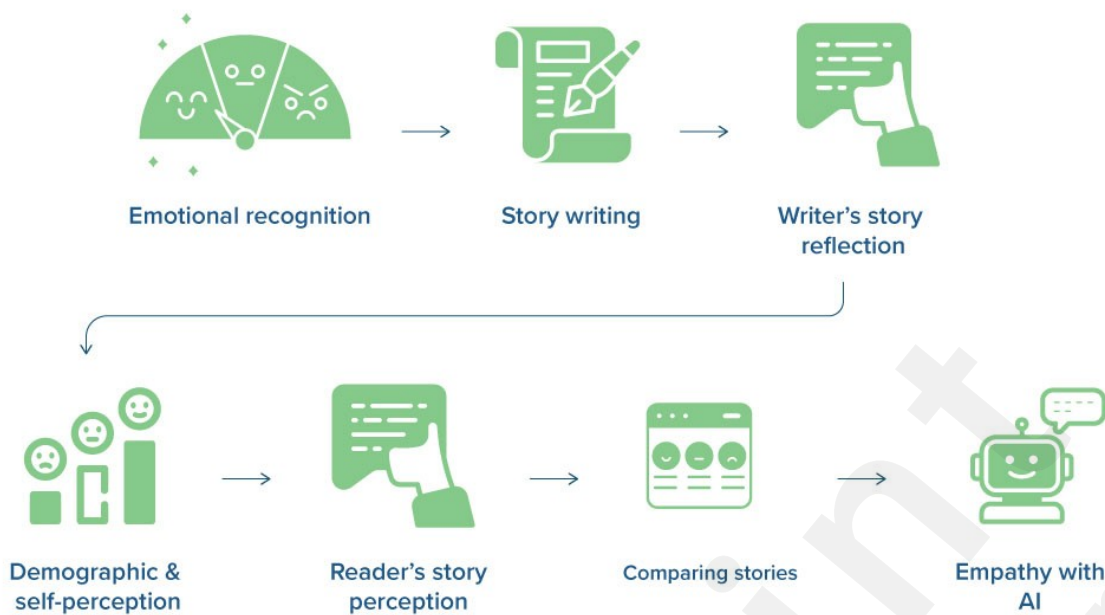 Emotional recognition
Story writing
Writer's story
reflection
Demographic &
self-perception
Reader's story
perception
Comparing stories
Empathy with
AI